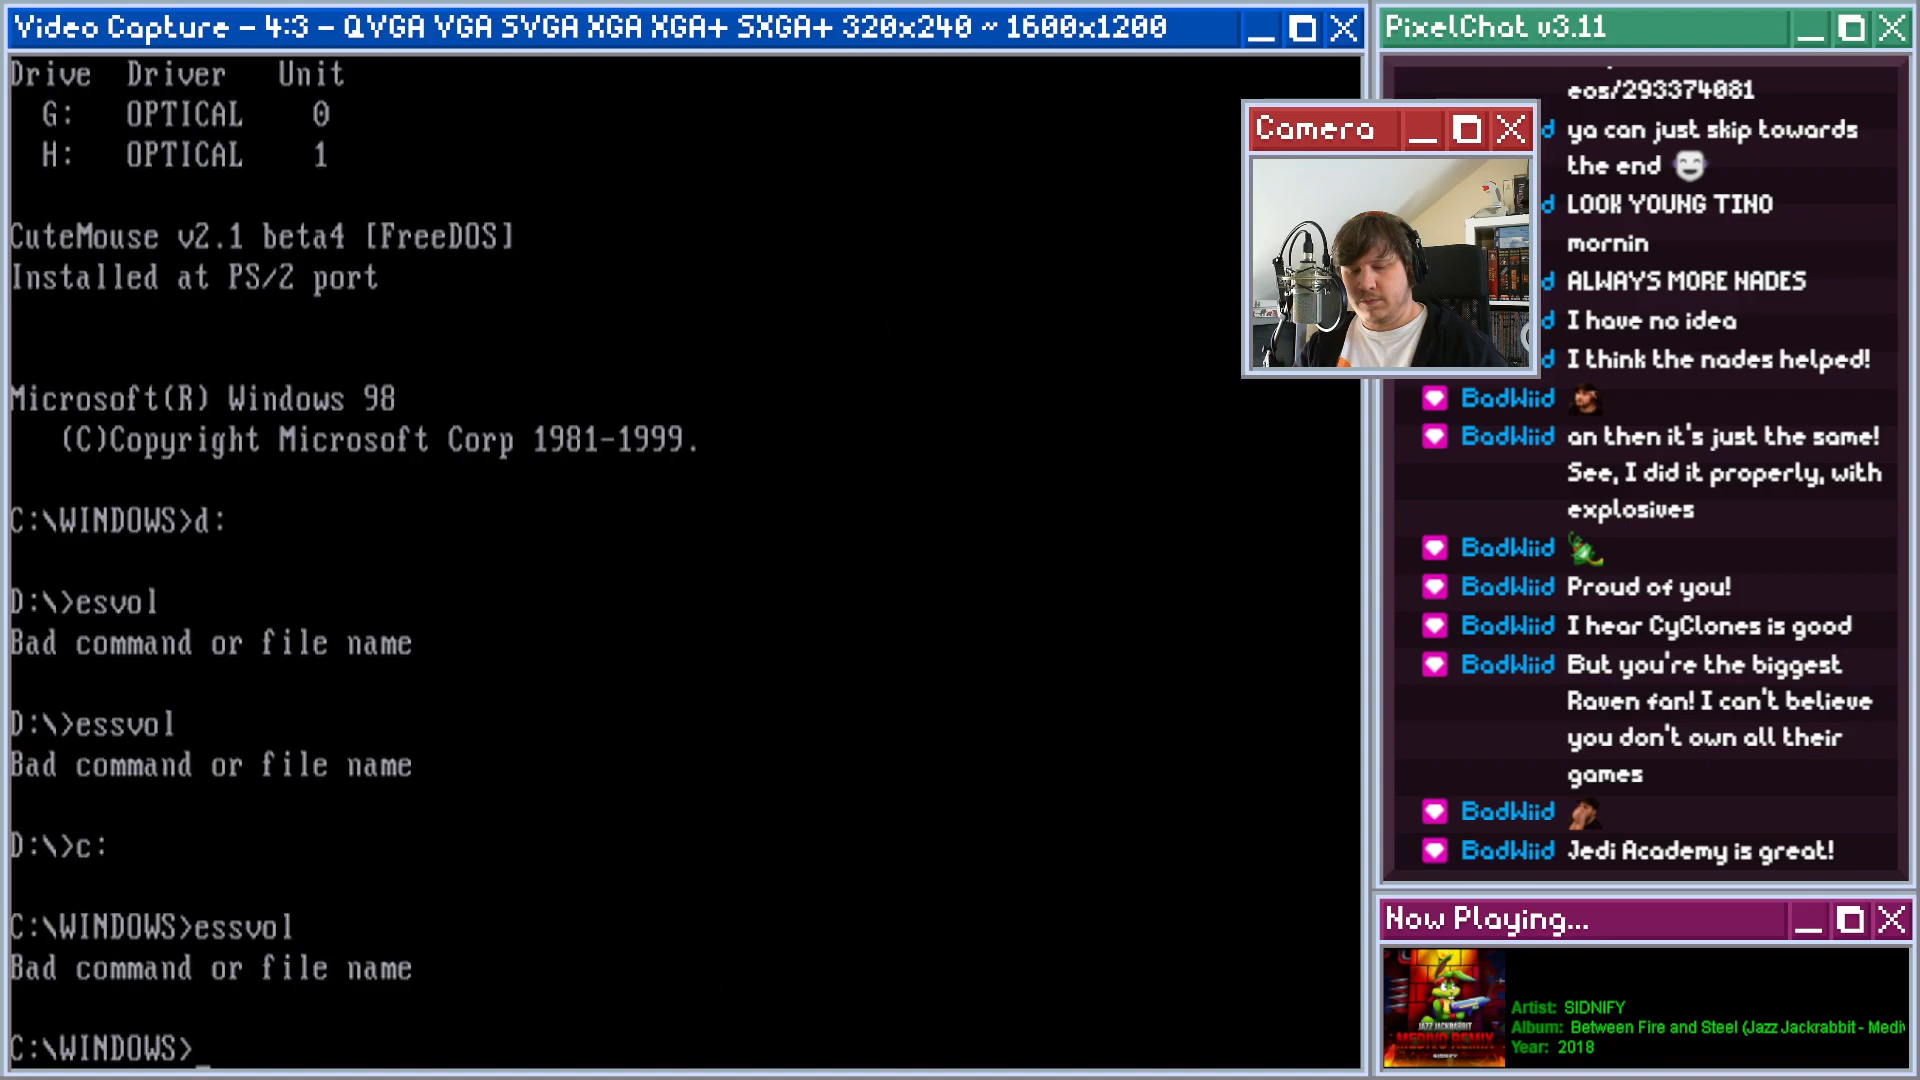 Video Capture - 4:3 - QVGA VGA SVGA XGA XGA+ SXGA+ 320x240 ~ 1600x1200
Drive Driver Unit
G: OPTICAL 0
H: OPTICAL 1
CuteMouse v2.1 beta4 [FreeDOS]
Installed at PS/2 port
Microsoft(R) Windows 98
(C)Copyright Microsoft Corp 1981-1999.
C:\WINDOWS>d:
D:\>esvol
Bad command or file name
D:\>essvol
Bad command or file name
D:\>c:
C:\WINDOWS>essvol
Bad command or file name
C:\WINDOWS>_
Camera
PixelChat v3.11
eos/293374081
d ya can just skip towards
the end
d LOOK YOUNG TINO
mornin
d ALWAYS MORE NADES
d I have no idea
d I think the nades helped!
BadWiid
BadWiid an then it's just the same!
See, I did it properly, with
explosives
BadWiid
BadWiid Proud of you!
BadWiid I hear CyClones is good
BadWiid But you're the biggest
Raven fan! I can't believe
you don't own all their
games
BadWiid
BadWiid Jedi Academy is great!
Now Playing...
JAZZ JACKRABBIT
MEDIVO REMIX
SIDNIFY
Artist: SIDNIFY
Album: Between Fire and Steel (Jazz Jackrabbit - Mediv
Year: 2018